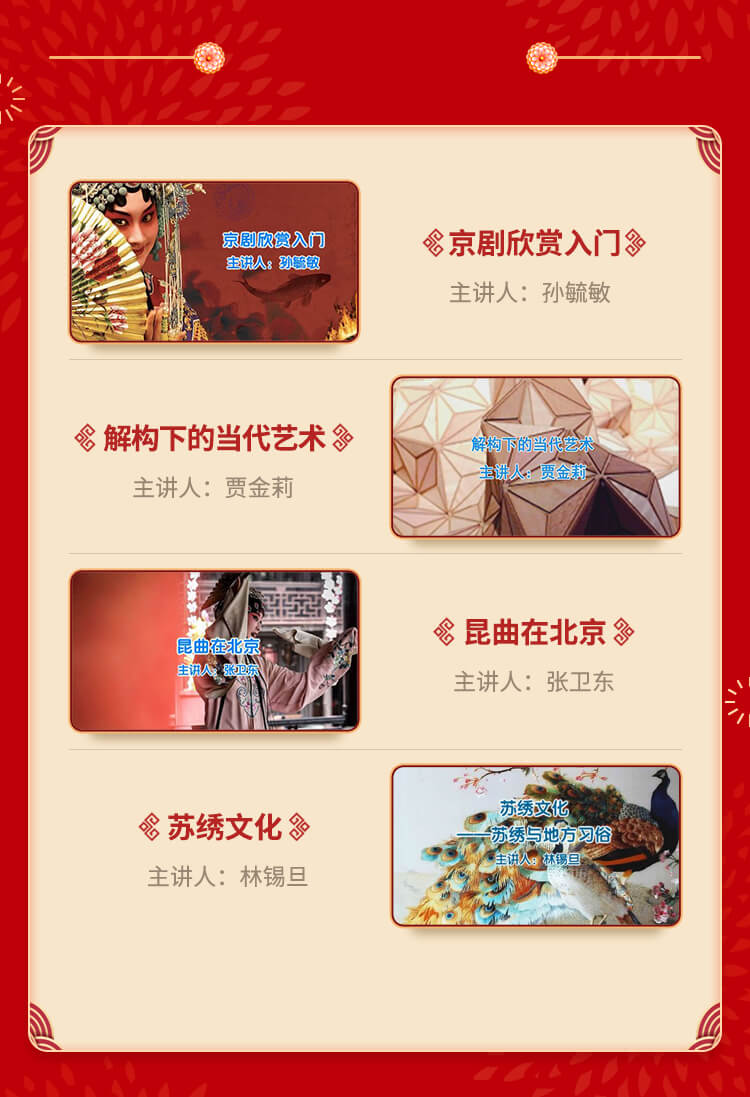 京剧欣赏入门
主讲人：孙毓敏
京剧欣赏入门
主讲人：孙毓敏
解构下的当代艺术
主讲人：贾金莉
解构下的当代艺术
主讲人：贾金莉
昆曲在北京
主讲人：张卫东
昆曲在北京
主讲人：张卫东
苏绣文化
主讲人：林锡旦
苏绣文化
——苏绣与地方习俗
主讲人：林锡旦